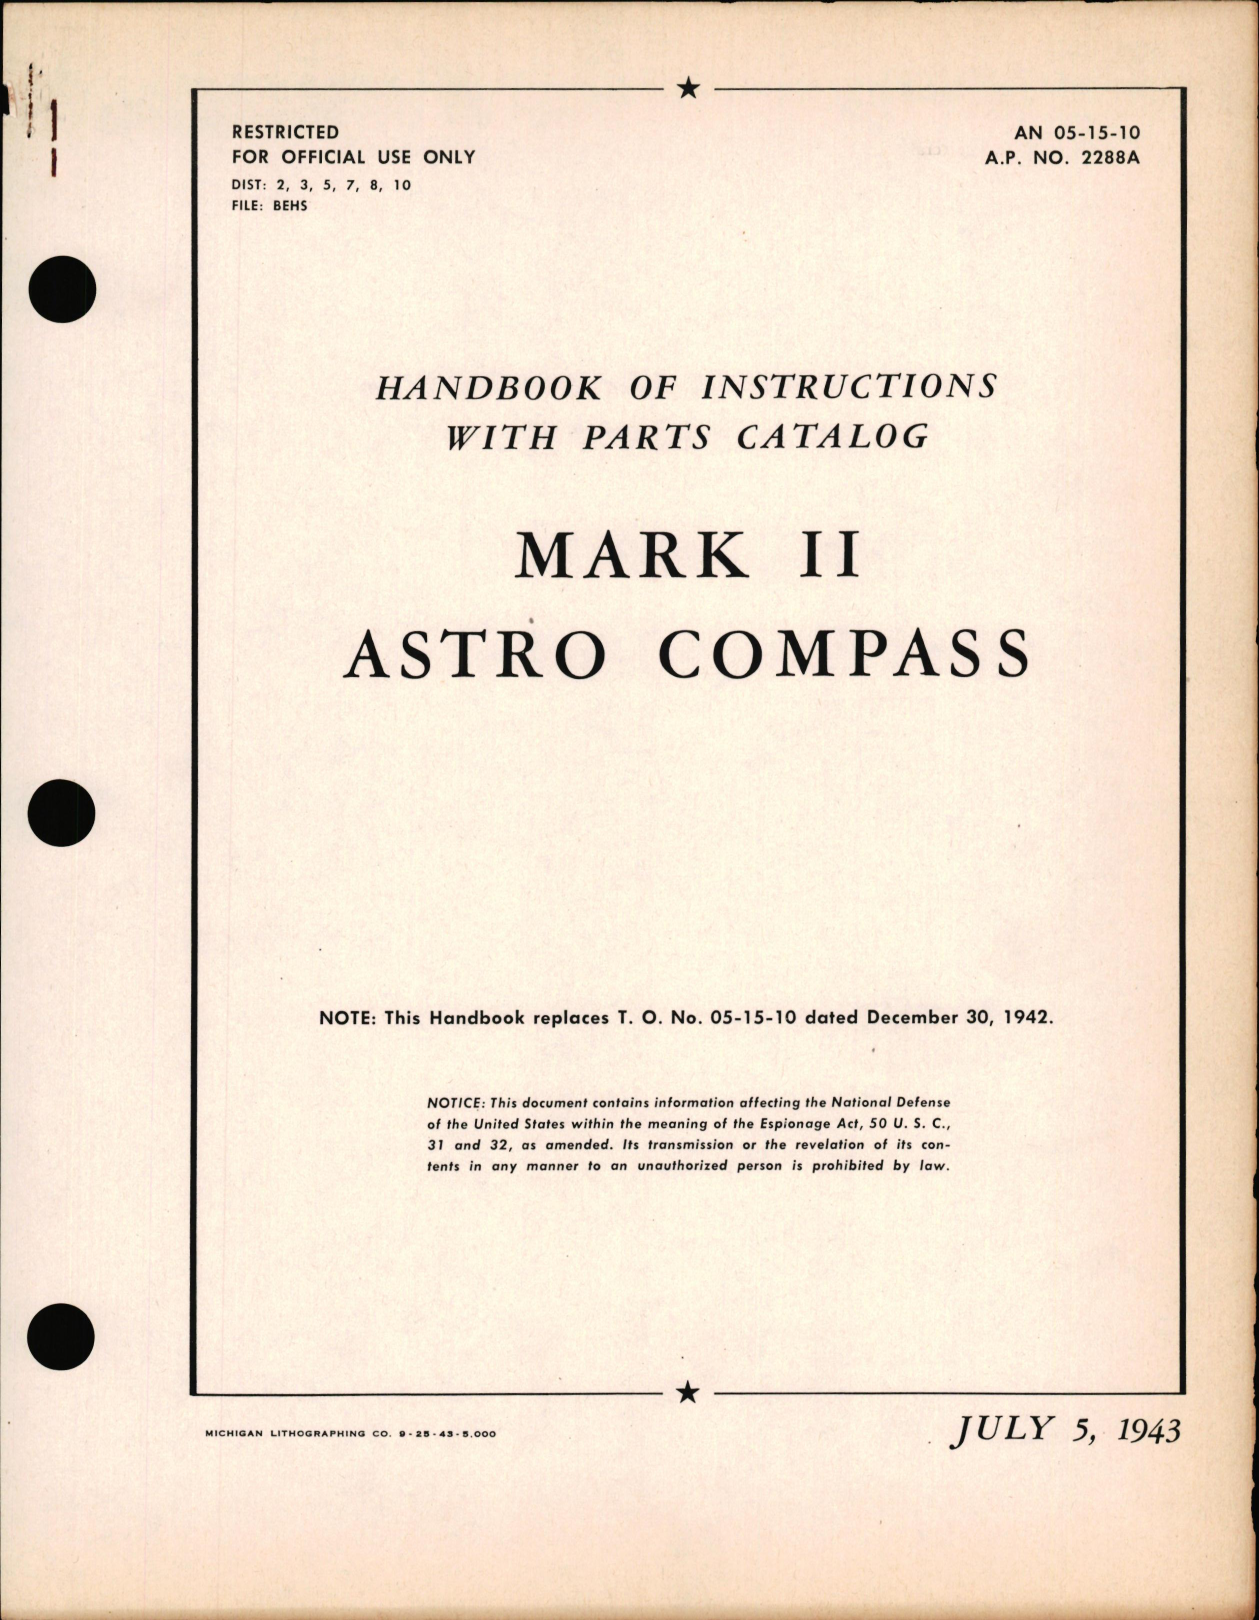 RESTRICTED
FOR OFFICIAL USE ONLY
DIST: 2, 3, 5, 7, 8, 10
FILE: BEHS
AN 05-15-10
A.P. NO. 2288A
HANDBOOK OF INSTRUCTIONS
WITH PARTS CATALOG
MARK II
ASTRO COMPASS
NOTE: This Handbook replaces T. O. No. 05-15-10 dated December 30, 1942.
NOTICE: This document contains information affecting the National Defense
of the United States within the meaning of the Espionage Act, 50 U. S. C.,
31 and 32, as amended. Its transmission or the revelation of its con-
tents in any manner to an unauthorized person is prohibited by law.
MICHIGAN LITHOGRAPHING CO. 9-25-43-5,000
JULY 5, 1943